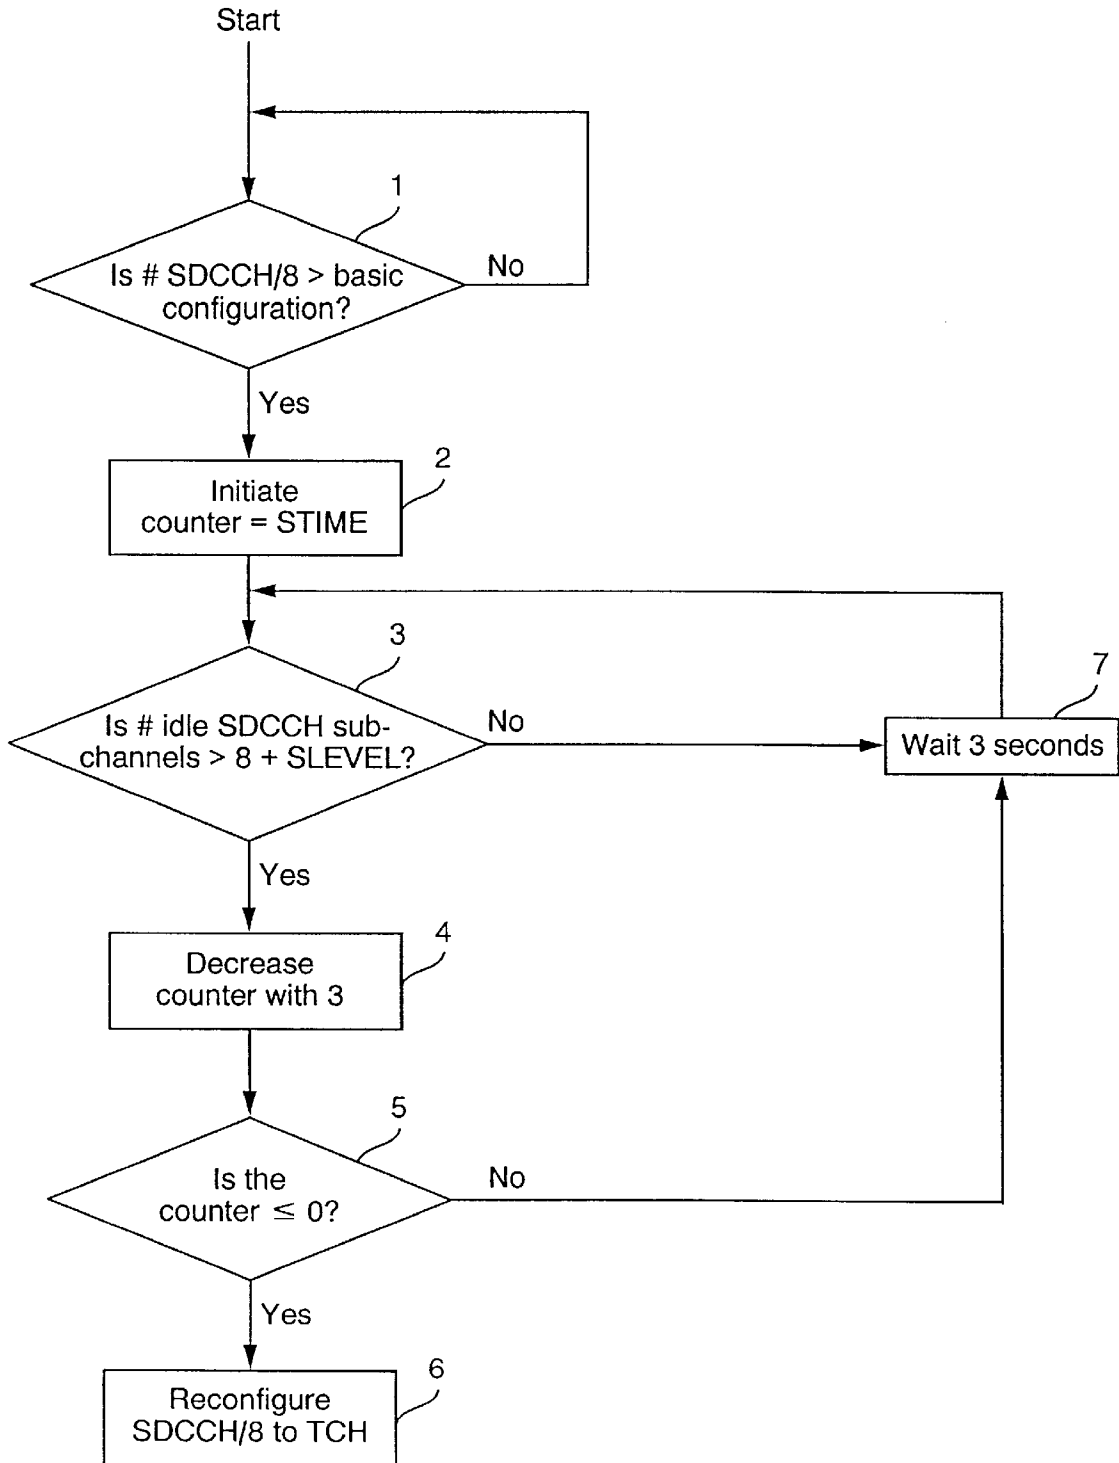 Start
1
Is # SDCCH/8 > basic
configuration?
No
Yes
2
Initiate
counter = STIME
3
Is # idle SDCCH sub-
channels > 8 + SLEVEL?
No
7
Wait 3 seconds
Yes
4
Decrease
counter with 3
5
Is the
counter ≤ 0?
No
Yes
6
Reconfigure
SDCCH/8 to TCH